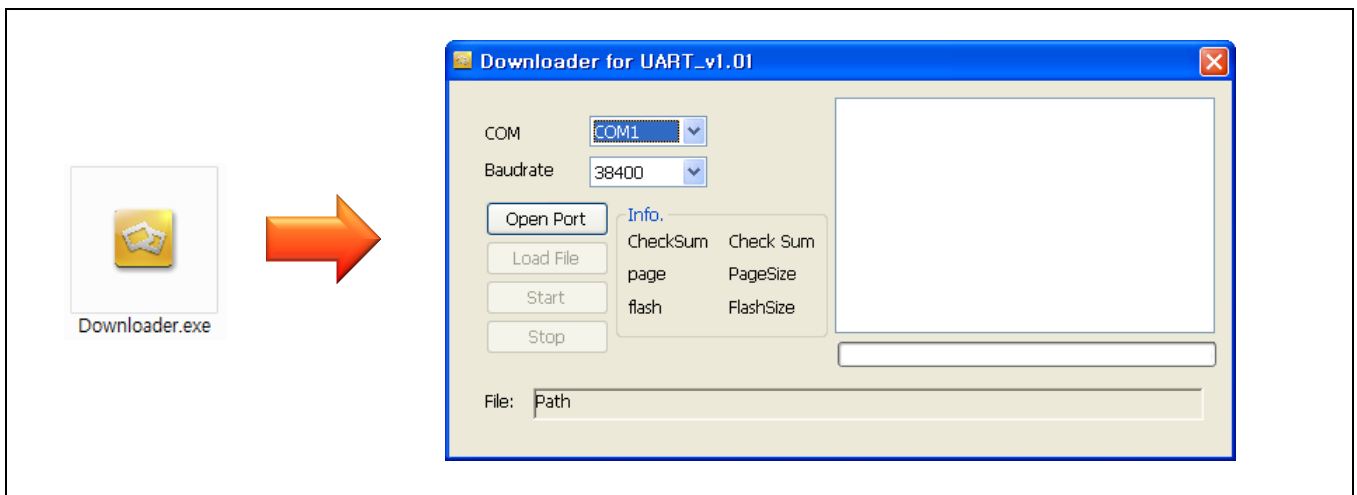 Downloader.exe
Downloader for UART_v1.01
COM COM1
Baudrate 38400
Open Port
Load File
Start
Stop
Info.
CheckSum Check Sum
page PageSize
flash FlashSize
File: Path